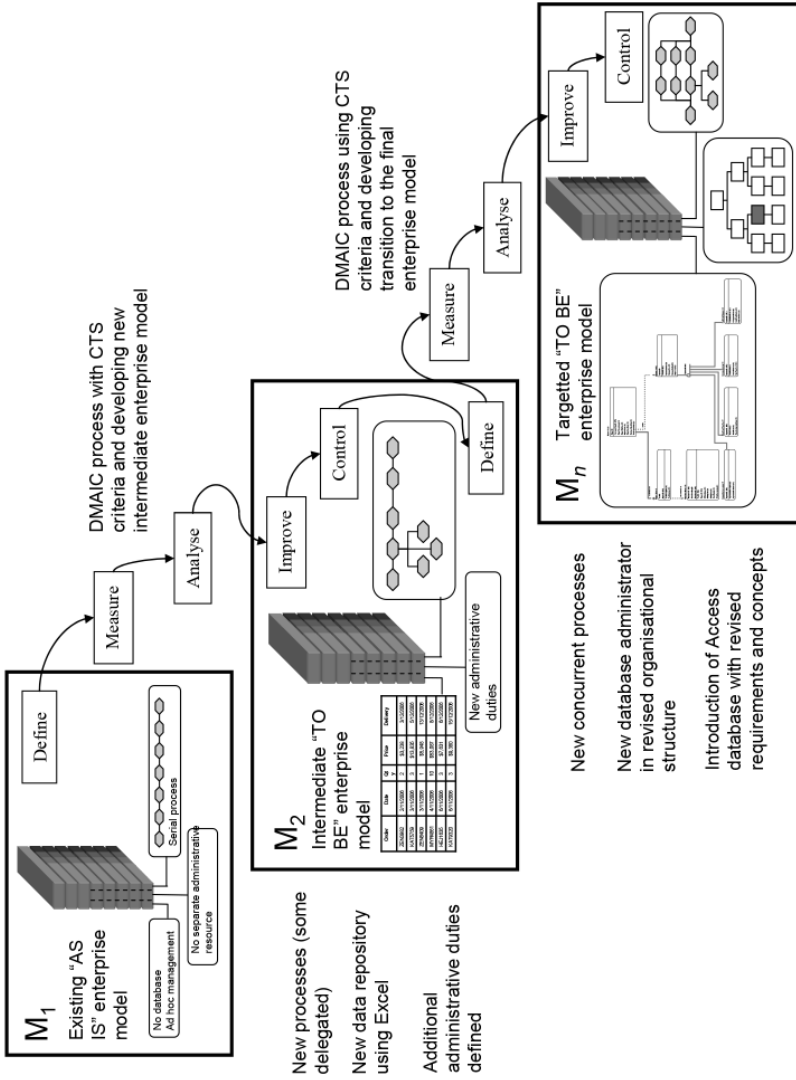 M1
Existing “AS
IS” enterprise
model
No database
Ad hoc management
No separate administrative
resource
Serial process
Define
Measure
Analyse
DMAIC process with CTS
criteria and developing new
intermediate enterprise model
New processes (some
delegated)
New data repository
using Excel
Additional
administrative duties
defined
M2
Intermediate “TO
BE” enterprise
model
Order Date Price Delivery
New administrative
duties
Improve
Control
Define
Measure
Analyse
DMAIC process using CTS
criteria and developing
transition to the final
enterprise model
New concurrent processes
New database administrator
in revised organisational
structure
Introduction of Access
database with revised
requirements and concepts
Mn
Targetted “TO BE”
enterprise model
Improve
Control